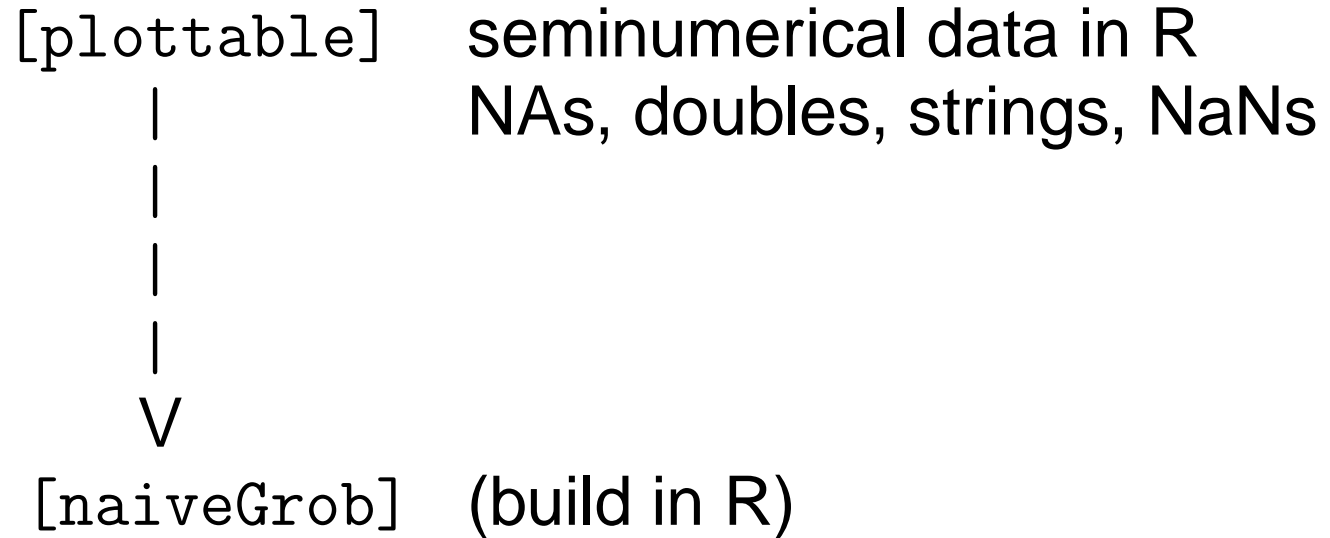 [plottable] seminumerical data in R
| NAs, doubles, strings, NaNs
|
|
|
V
[naiveGrob] (build in R)